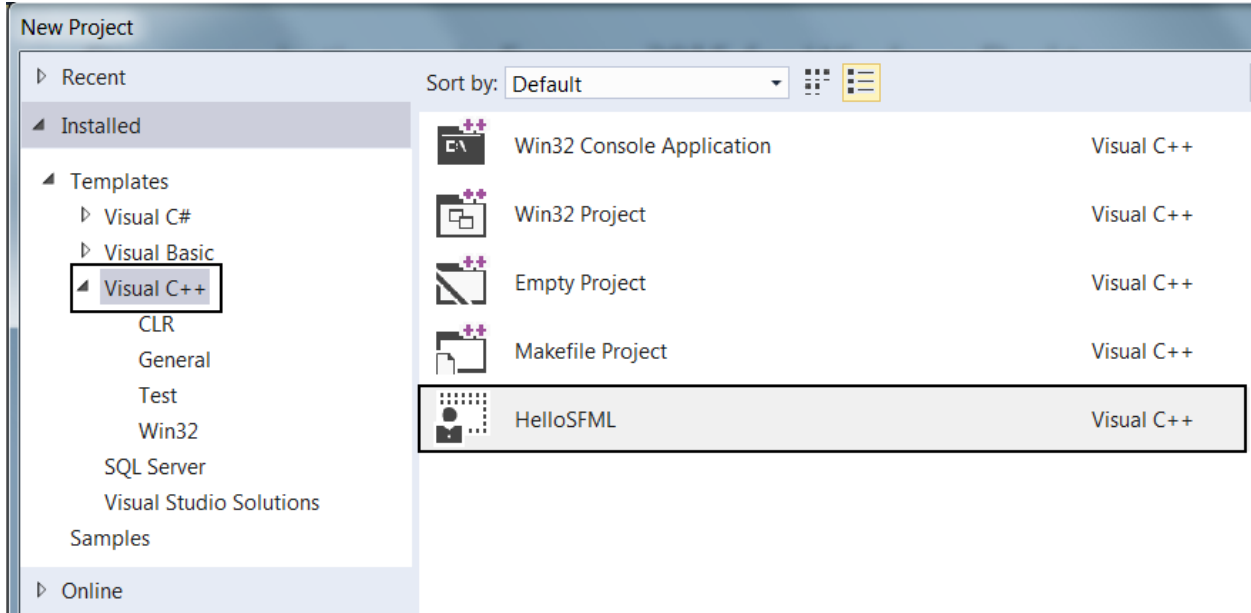 New Project
Recent
Installed
Templates
Visual C#
Visual Basic
Visual C++
CLR
General
Test
Win32
SQL Server
Visual Studio Solutions
Samples
Online
Sort by: Default
C:\
Win32 Console Application Visual C++
Win32 Project Visual C++
Empty Project Visual C++
Makefile Project Visual C++
HelloSFML Visual C++